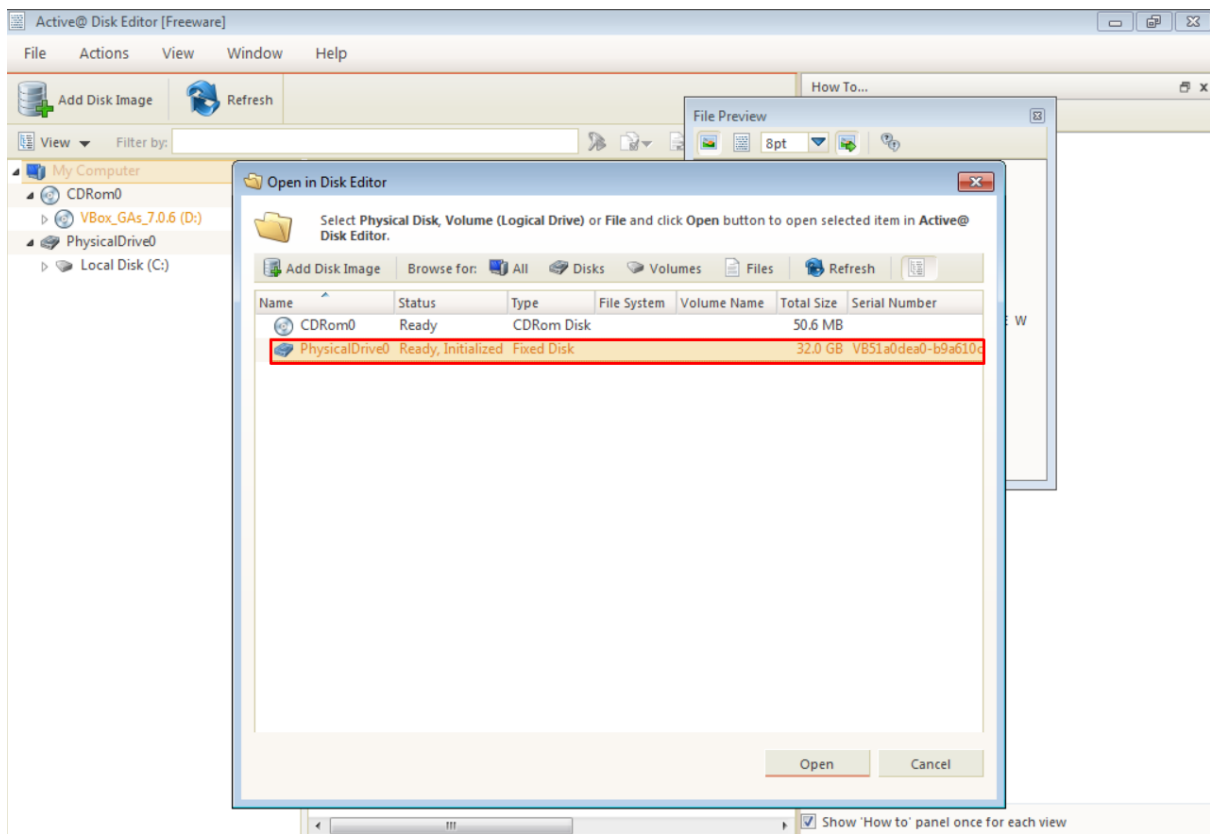 Active@ Disk Editor [Freeware]
File Actions View Window Help
Add Disk Image Refresh
How To...
File Preview
View Filter by:
8pt
My Computer
CDRom0
VBox_GAs_7.0.6 (D:)
PhysicalDrive0
Local Disk (C:)
Open in Disk Editor
Select Physical Disk, Volume (Logical Drive) or File and click Open button to open selected item in Active@
Disk Editor.
Add Disk Image Browse for: All Disks Volumes Files Refresh
Name Status Type File System Volume Name Total Size Serial Number
CDRom0 Ready CDRom Disk 50.6 MB
PhysicalDrive0 Ready, Initialized Fixed Disk 32.0 GB VB51a0dea0-b9a610c
W
Open Cancel
Show 'How to' panel once for each view